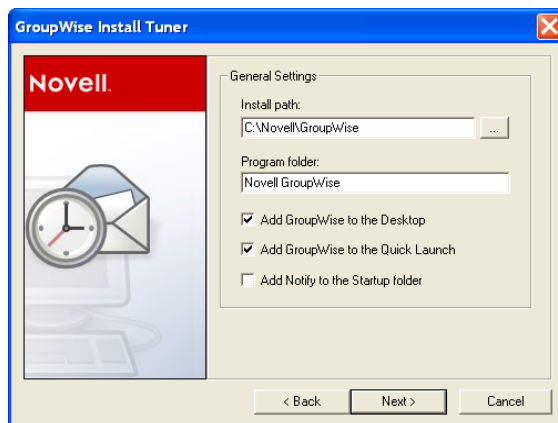 GroupWise Install Tuner
Novell.
General Settings
Install path:
C:\Novell\GroupWise
...
Program folder:
Novell GroupWise
Add GroupWise to the Desktop
Add GroupWise to the Quick Launch
Add Notify to the Startup folder
< Back
Next >
Cancel